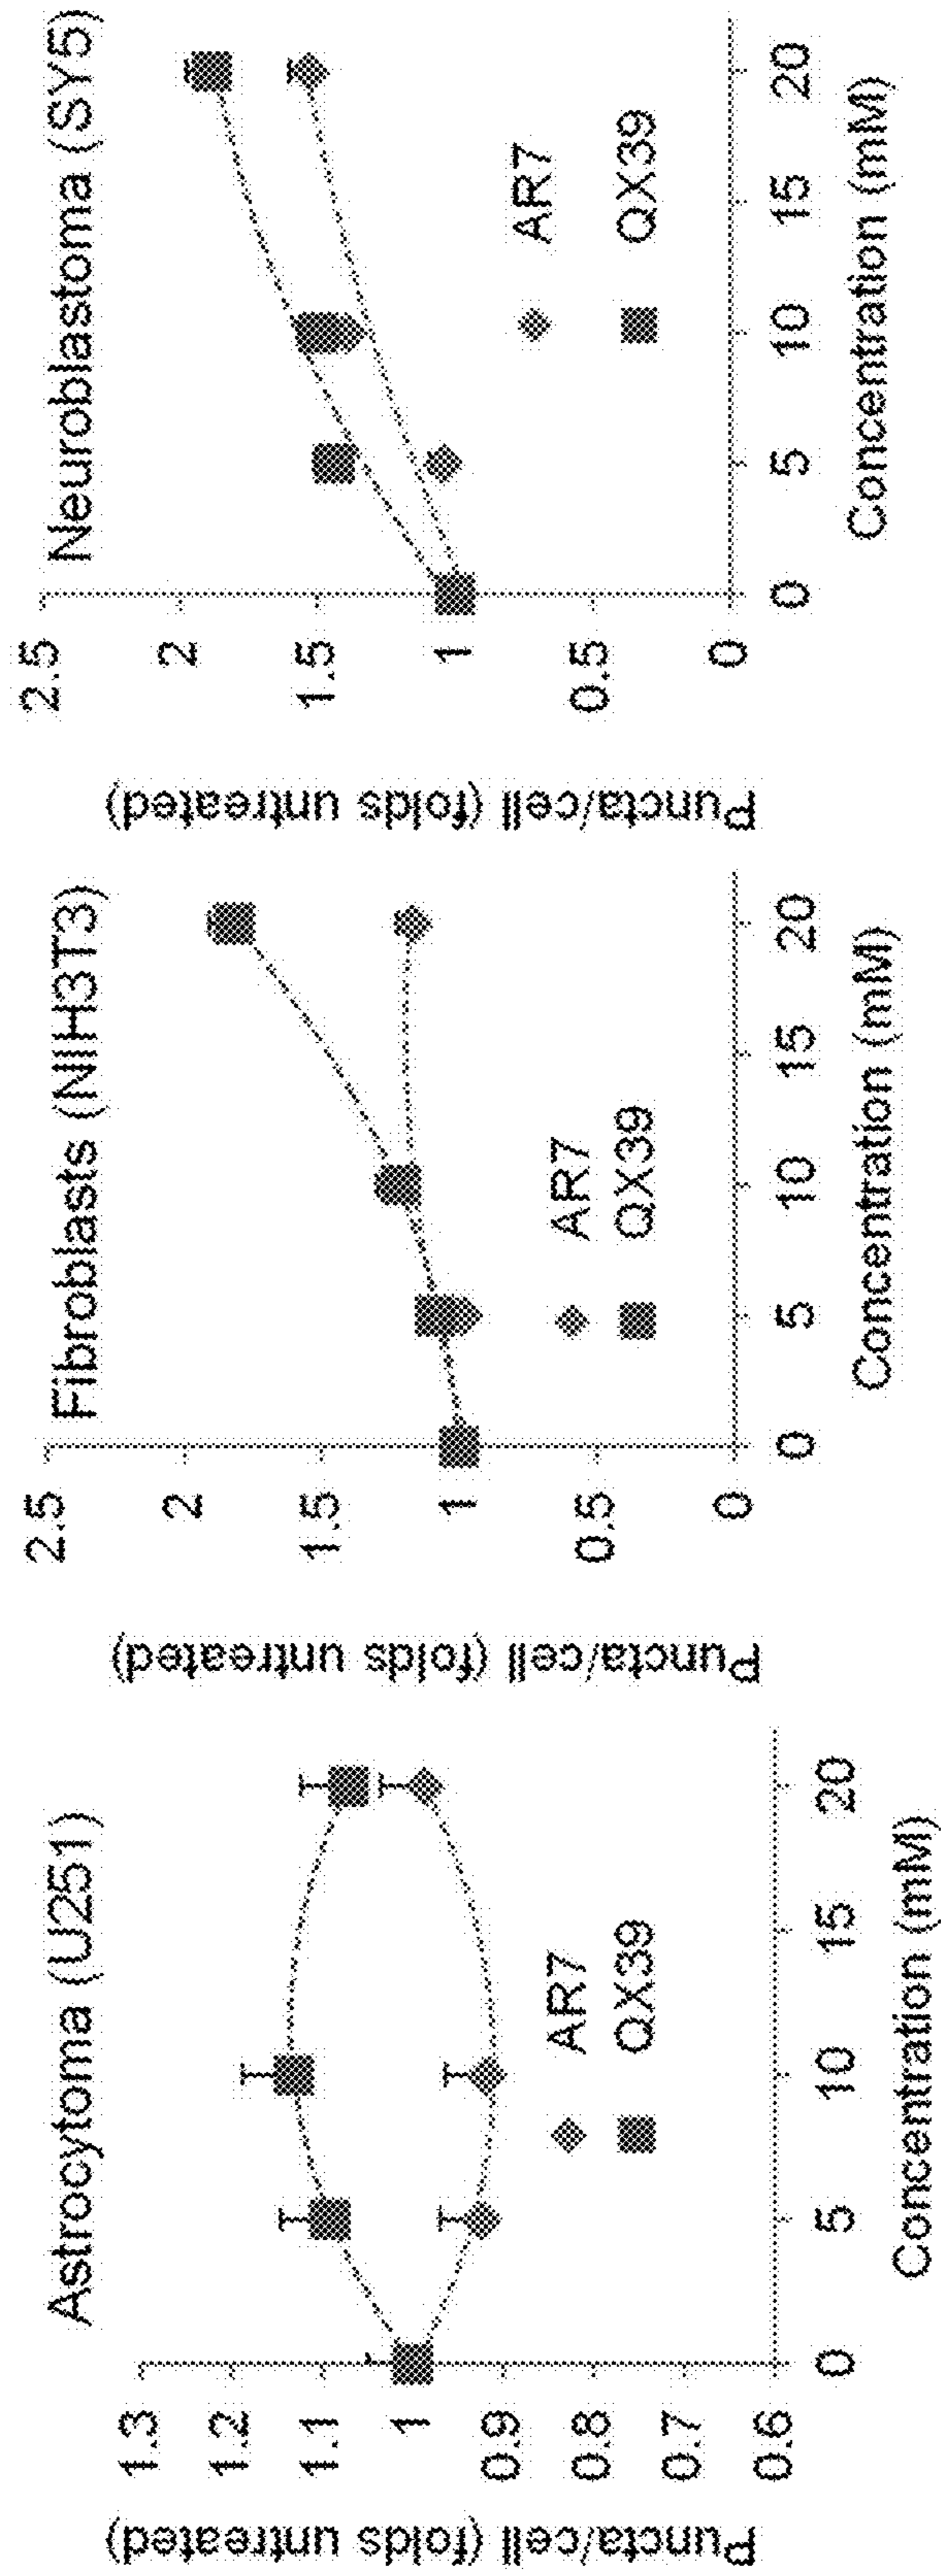 Astrocytoma (U251)
Puncta/cell (folds untreated)
1.3
1.2
1.1
1
0.9
0.8
0.7
0.6
0 5 10 15 20
Concentration (mM)
AR7
QX39
Fibroblasts (NIH3T3)
Puncta/cell (folds untreated)
2.5
2
1.5
1
0.5
0
0 5 10 15 20
Concentration (mM)
AR7
QX39
Neuroblastoma (SY5)
Puncta/cell (folds untreated)
2.5
2
1.5
1
0.5
0
0 5 10 15 20
Concentration (mM)
AR7
QX39